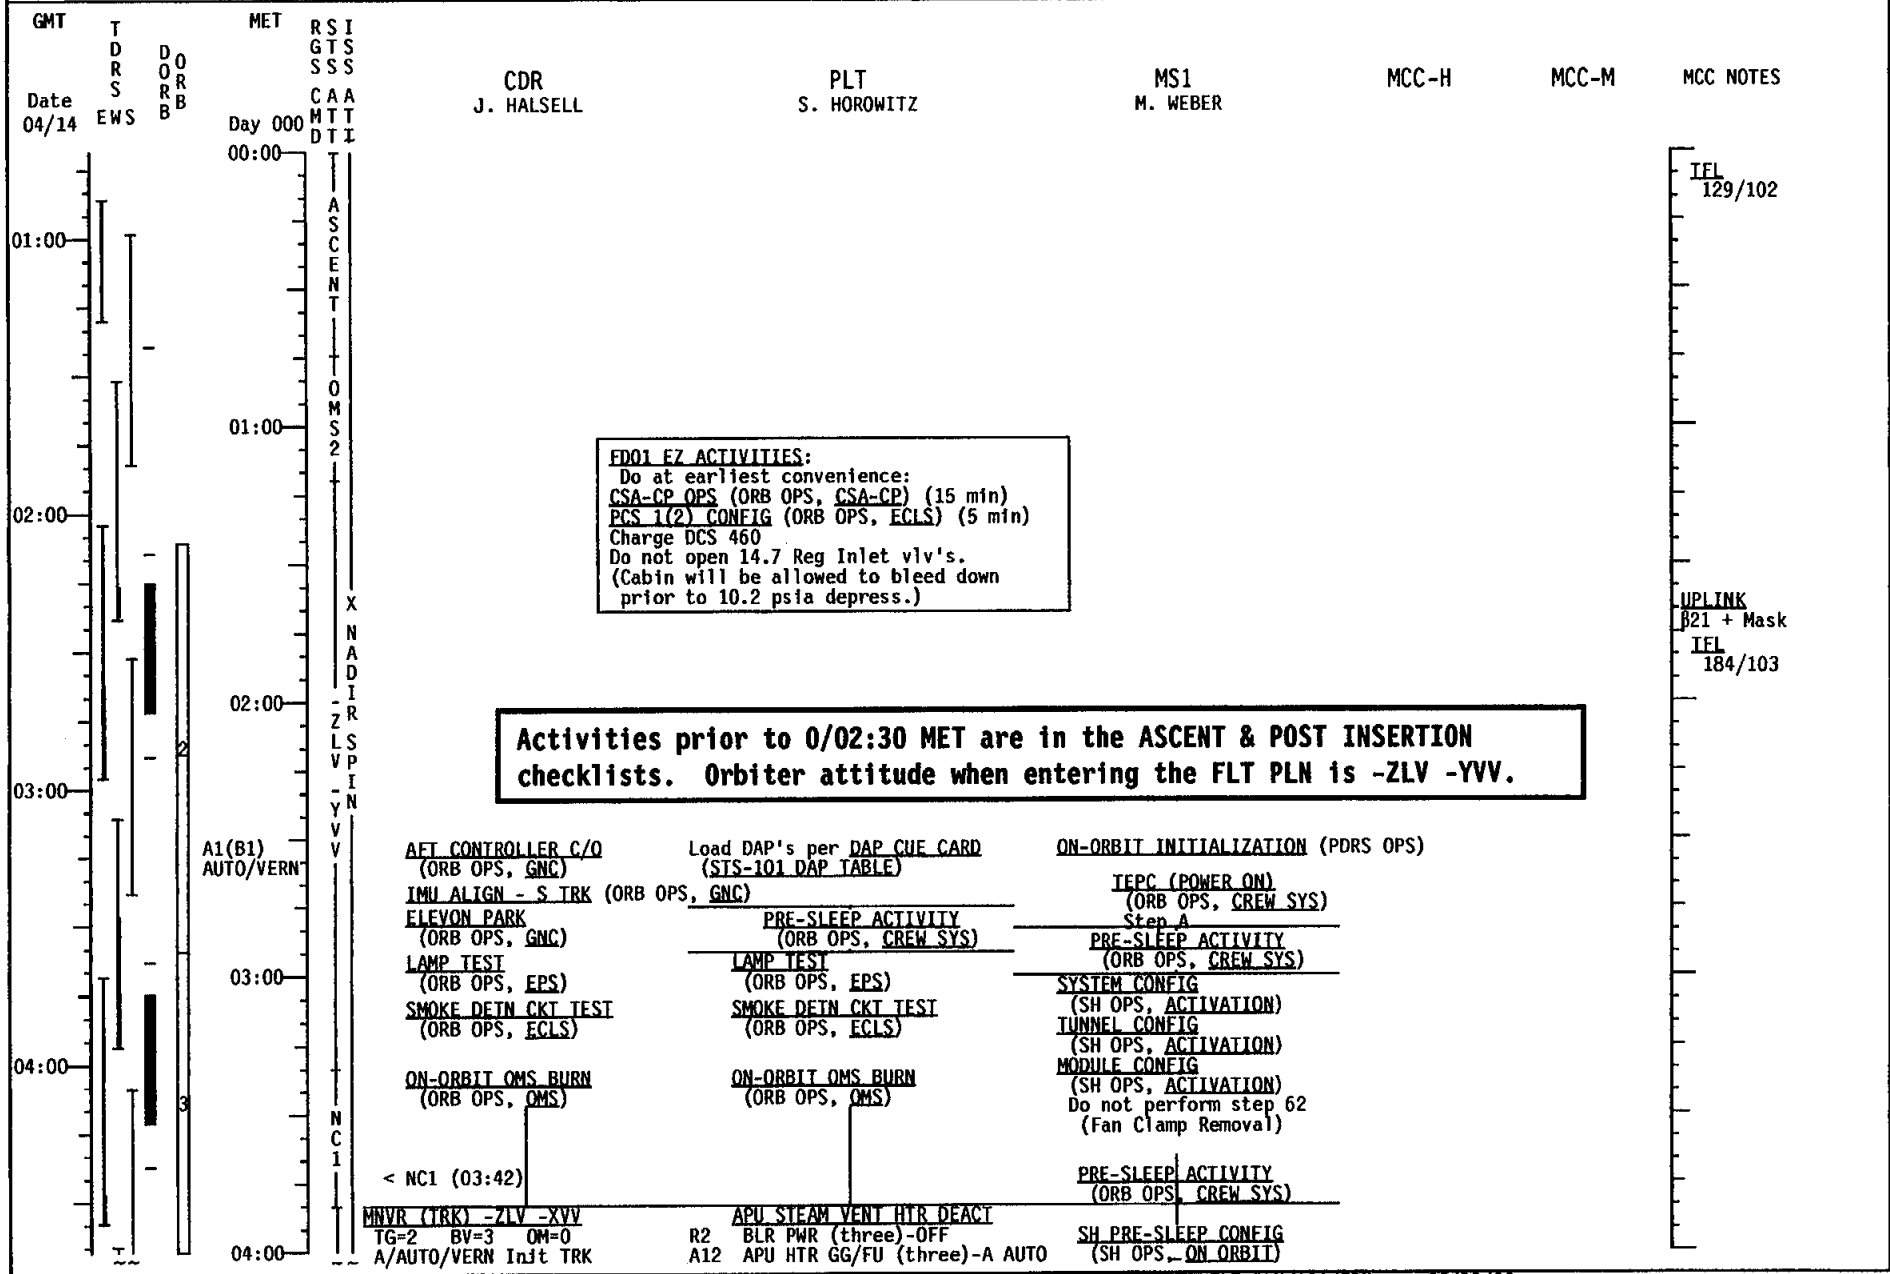 GMT
Date
04/14
TDRS
EWS
DORB
ORB
MET
Day 000
RGS CMD
STS ATT
ISS ATT
CDR
J. HALSELL
PLT
S. HOROWITZ
MS1
M. WEBER
MCC-H
MCC-M
MCC NOTES
00:00
01:00
02:00
03:00
04:00
01:00
02:00
03:00
04:00
2
3
ASCENT
OMS2
-ZLV -YVV
NC1
X NADIR SPIN
TFL
129/102
UPLINK
β21 + Mask
TFL
184/103
FD01 EZ ACTIVITIES:
Do at earliest convenience:
CSA-CP OPS (ORB OPS, CSA-CP) (15 min)
PCS 1(2) CONFIG (ORB OPS, ECLS) (5 min)
Charge DCS 460
Do not open 14.7 Reg Inlet vlv's.
(Cabin will be allowed to bleed down
prior to 10.2 psia depress.)
Activities prior to 0/02:30 MET are in the ASCENT & POST INSERTION
checklists. Orbiter attitude when entering the FLT PLN is -ZLV -YVV.
A1(B1)
AUTO/VERN
AFT CONTROLLER C/O
(ORB OPS, GNC)
IMU ALIGN - S TRK (ORB OPS, GNC)
ELEVON PARK
(ORB OPS, GNC)
LAMP TEST
(ORB OPS, EPS)
SMOKE DETN CKT TEST
(ORB OPS, ECLS)
ON-ORBIT OMS BURN
(ORB OPS, OMS)
< NC1 (03:42)
MNVR (TRK) -ZLV -XVV
TG=2 BV=3 OM=0
A/AUTO/VERN Init TRK
Load DAP's per DAP CUE CARD
(STS-101 DAP TABLE)
PRE-SLEEP ACTIVITY
(ORB OPS, CREW SYS)
LAMP TEST
(ORB OPS, EPS)
SMOKE DETN CKT TEST
(ORB OPS, ECLS)
ON-ORBIT OMS BURN
(ORB OPS, OMS)
APU STEAM VENT HTR DEACT
R2 BLR PWR (three)-OFF
A12 APU HTR GG/FU (three)-A AUTO
ON-ORBIT INITIALIZATION (PDRS OPS)
TEPC (POWER ON)
(ORB OPS, CREW SYS)
Step A
PRE-SLEEP ACTIVITY
(ORB OPS, CREW SYS)
SYSTEM CONFIG
(SH OPS, ACTIVATION)
TUNNEL CONFIG
(SH OPS, ACTIVATION)
MODULE CONFIG
(SH OPS, ACTIVATION)
Do not perform step 62
(Fan Clamp Removal)
PRE-SLEEP ACTIVITY
(ORB OPS, CREW SYS)
SH PRE-SLEEP CONFIG
(SH OPS, ON ORBIT)